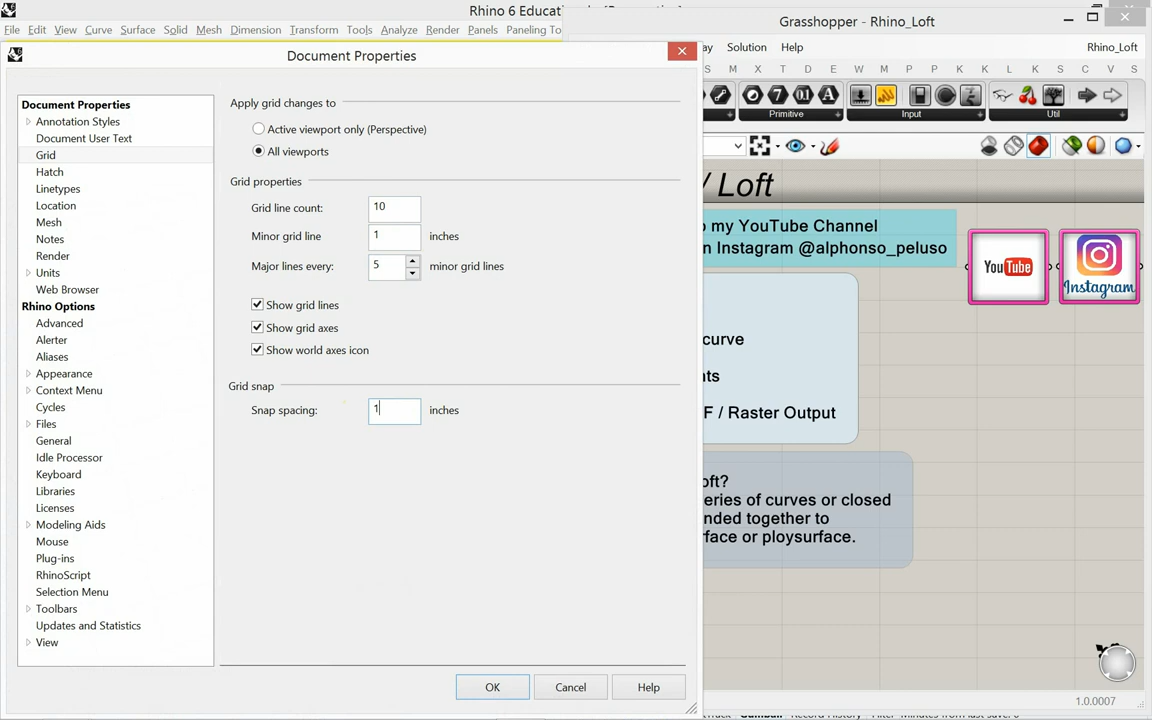 Rhino 6 Educati
Grasshopper - Rhino_Loft
File Edit View Curve Surface Solid Mesh Dimension Transform Tools Analyze Render Panels Paneling To
Solution Help
Rhino_Loft
Document Properties
S M X T D E W M P P K K L K S C V S
Primitive
Input
Util
Document Properties
Annotation Styles
Document User Text
Grid
Hatch
Linetypes
Location
Mesh
Notes
Render
Units
Web Browser
Rhino Options
Advanced
Alerter
Aliases
Appearance
Context Menu
Cycles
Files
General
Idle Processor
Keyboard
Libraries
Licenses
Modeling Aids
Mouse
Plug-ins
RhinoScript
Selection Menu
Toolbars
Updates and Statistics
View
Apply grid changes to
Active viewport only (Perspective)
All viewports
Grid properties
Grid line count: 10
Minor grid line 1 inches
Major lines every: 5 minor grid lines
Show grid lines
Show grid axes
Show world axes icon
Grid snap
Snap spacing: 1 inches
OK Cancel Help
/ Loft
o my YouTube Channel
n Instagram @alphonso_peluso
YouTube
Instagram
curve
nts
F / Raster Output
oft?
eries of curves or closed
nded together to
rface or ploysurface.
1.0.0007